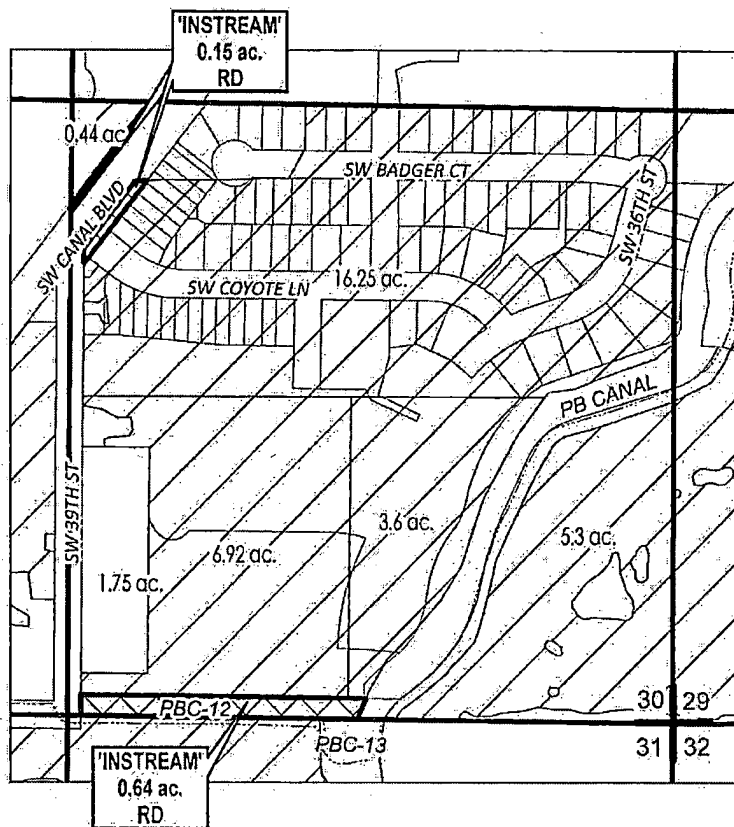 'INSTREAM'
0.15 ac.
RD
0.44 ac.
SW CANAL BLVD
SW BADGER CT
SW 36TH ST
SW COYOTE LN
16.25 ac.
PB CANAL
SW 39TH ST
3.6 ac.
5.3 ac.
6.92 ac.
1.75 ac.
PBC-12
30 29
PBC-13
31 32
'INSTREAM'
0.64 ac.
RD